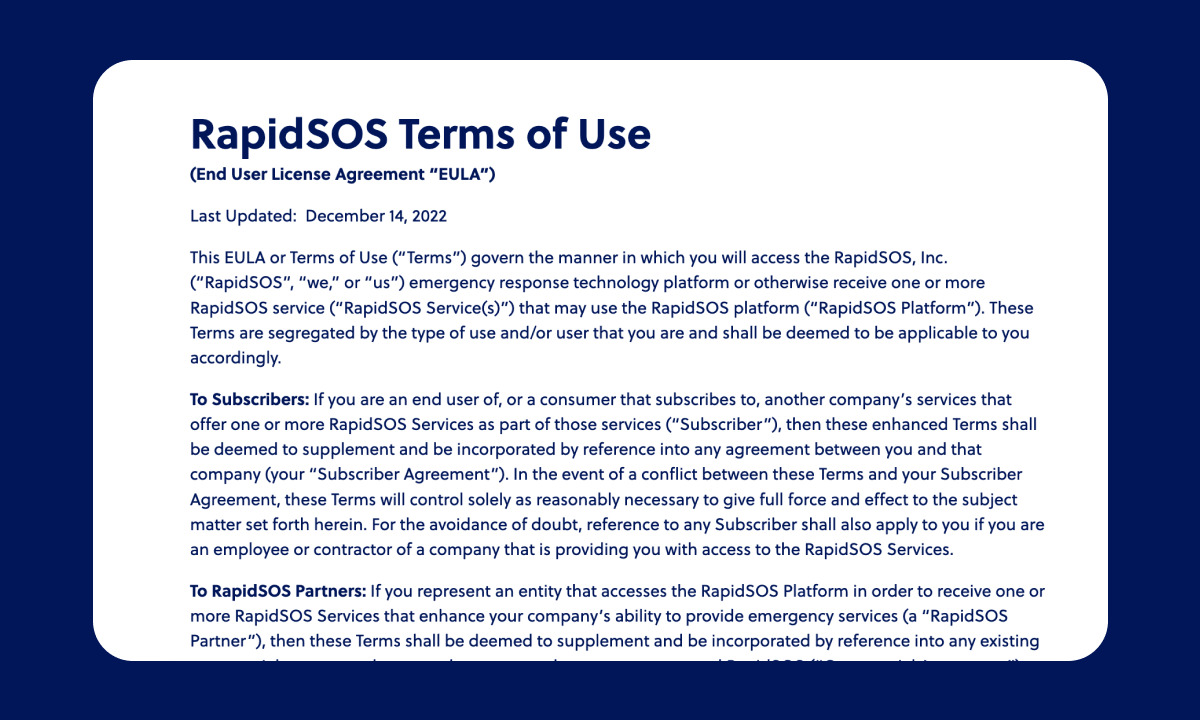 RapidSOS Terms of Use
(End User License Agreement “EULA”)
Last Updated:  December 14, 2022
This EULA or Terms of Use (“Terms”) govern the manner in which you will access the RapidSOS, Inc.
(“RapidSOS”, “we,” or “us”) emergency response technology platform or otherwise receive one or more
RapidSOS service (“RapidSOS Service(s)”) that may use the RapidSOS platform (“RapidSOS Platform”). These
Terms are segregated by the type of use and/or user that you are and shall be deemed to be applicable to you
accordingly.
To Subscribers: If you are an end user of, or a consumer that subscribes to, another company’s services that
offer one or more RapidSOS Services as part of those services (“Subscriber”), then these enhanced Terms shall
be deemed to supplement and be incorporated by reference into any agreement between you and that
company (your “Subscriber Agreement”). In the event of a conflict between these Terms and your Subscriber
Agreement, these Terms will control solely as reasonably necessary to give full force and effect to the subject
matter set forth herein. For the avoidance of doubt, reference to any Subscriber shall also apply to you if you are
an employee or contractor of a company that is providing you with access to the RapidSOS Services.
To RapidSOS Partners: If you represent an entity that accesses the RapidSOS Platform in order to receive one or
more RapidSOS Services that enhance your company’s ability to provide emergency services (a “RapidSOS
Partner”), then these Terms shall be deemed to supplement and be incorporated by reference into any existing